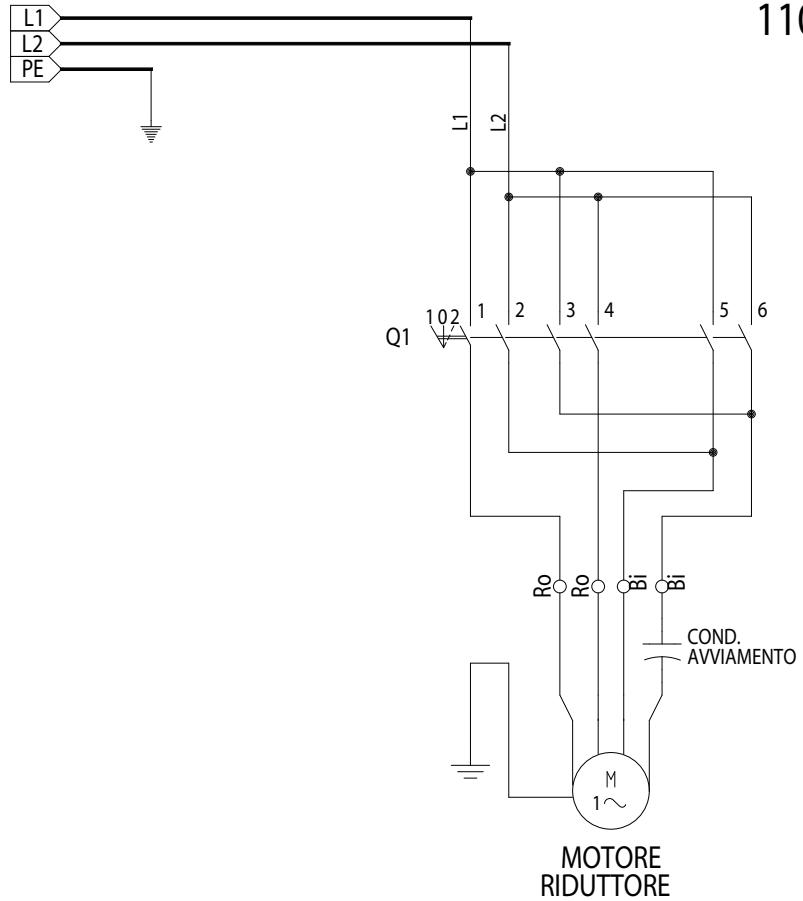 110
L1
L2
PE
L1
L2
1 0 2
1
2
3
4
5
6
Q1
Ro
Ro
Bi
Bi
COND.
AVVIAMENTO
M
1~
MOTORE
RIDUTTORE